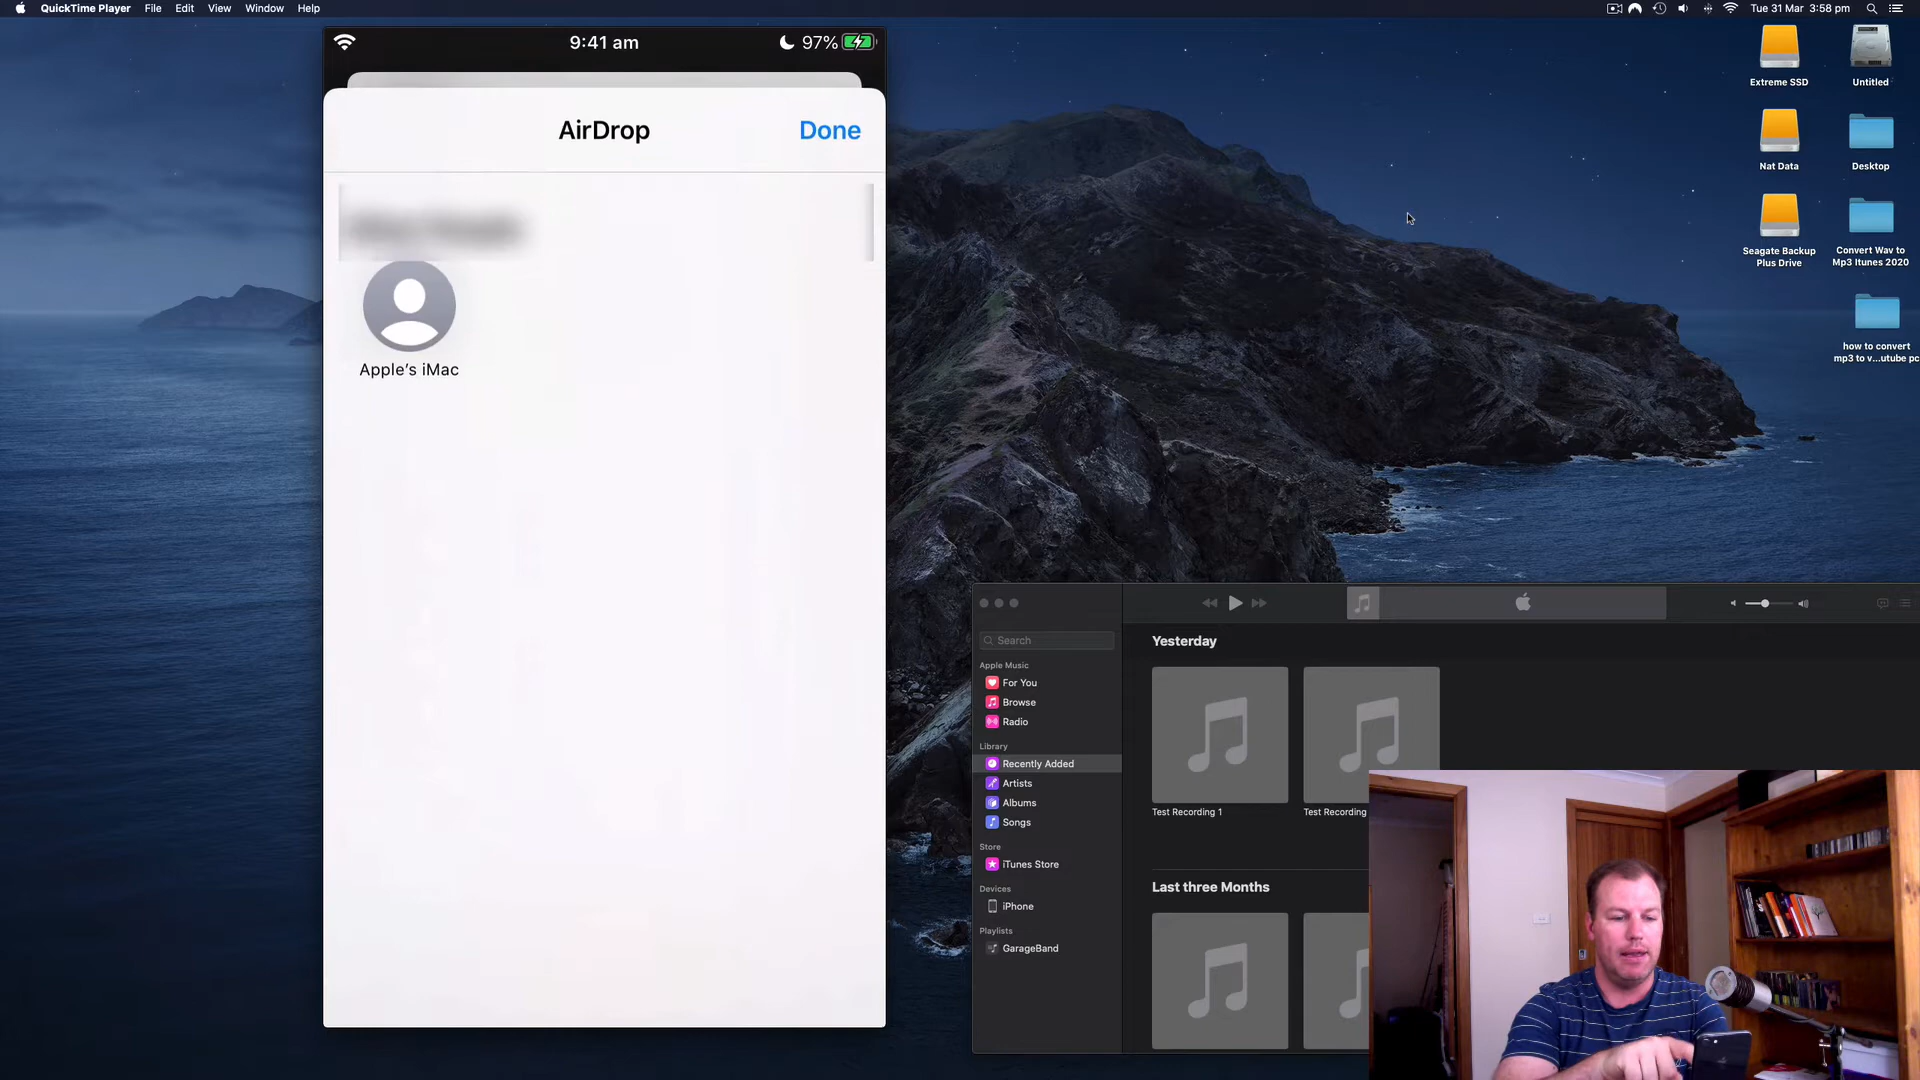 QuickTime Player File Edit View Window Help
Tue 31 Mar 3:58 pm
9:41 am
97%
AirDrop
Done
Apple's iMac
Extreme SSD
Untitled
Nat Data
Desktop
Seagate Backup
Plus Drive
Convert Wav to
Mp3 Itunes 2020
how to convert
mp3 to v...utube pc
Search
Apple Music
For You
Browse
Radio
Library
Recently Added
Artists
Albums
Songs
Store
iTunes Store
Devices
iPhone
Playlists
GarageBand
Yesterday
Test Recording 1
Test Recording
Last three Months